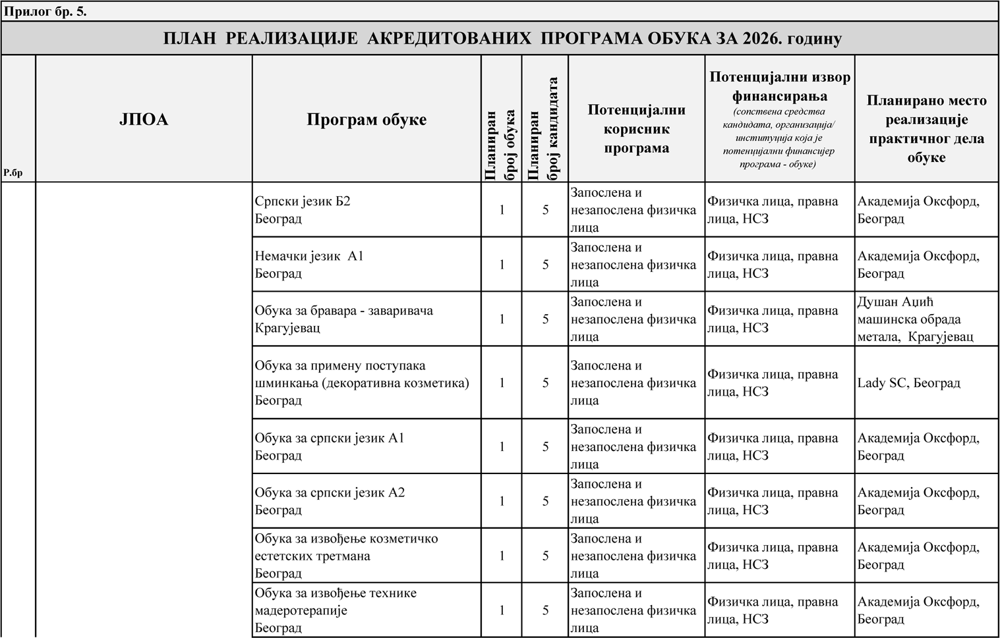 Прилог бр. 5.
ПЛАН РЕАЛИЗАЦИЈЕ АКРЕДИТОВАНИХ ПРОГРАМА ОБУКА ЗА 2026. годину
Р.бр
ЈПОА
Програм обуке
Планиран
број обука
Планиран
број кандидата
Потенцијални
корисник
програма
Потенцијални извор
финансирања
(сопствена средства
кандидата, организација/
институција која је
потенцијални финансијер
програма - обуке)
Планирано место
реализације
практичног дела
обуке
Српски језик Б2
Београд
1
5
Запослена и
незапослена физичка
лица
Физичка лица, правна
лица, НСЗ
Академија Оксфорд,
Београд
Немачки језик А1
Београд
1
5
Запослена и
незапослена физичка
лица
Физичка лица, правна
лица, НСЗ
Академија Оксфорд,
Београд
Обука за бравара - заваривача
Крагујевац
1
5
Запослена и
незапослена физичка
лица
Физичка лица, правна
лица, НСЗ
Душан Аџић
машинска обрада
метала, Крагујевац
Обука за примену поступака
шминкања (декоративна козметика)
Београд
1
5
Запослена и
незапослена физичка
лица
Физичка лица, правна
лица, НСЗ
Lady SC, Београд
Обука за српски језик А1
Београд
1
5
Запослена и
незапослена физичка
лица
Физичка лица, правна
лица, НСЗ
Академија Оксфорд,
Београд
Обука за српски језик А2
Београд
1
5
Запослена и
незапослена физичка
лица
Физичка лица, правна
лица, НСЗ
Академија Оксфорд,
Београд
Обука за извођење козметичко
естетских третмана
Београд
1
5
Запослена и
незапослена физичка
лица
Физичка лица, правна
лица, НСЗ
Академија Оксфорд,
Београд
Обука за извођење технике
мадеротерапије
Београд
1
5
Запослена и
незапослена физичка
лица
Физичка лица, правна
лица, НСЗ
Академија Оксфорд,
Београд